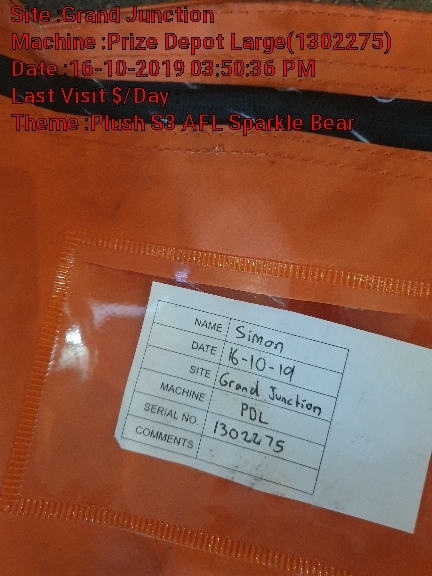 Site :Grand Junction
Machine :Prize Depot Large(1302275)
Date :16-10-2019 03:50:36 PM
Last Visit $/Day :
Theme :Plush S3 AFL Sparkle Bear
NAME Simon
DATE 16-10-19
SITE Grand Junction
MACHINE PDL
SERIAL NO. 1302275
COMMENTS